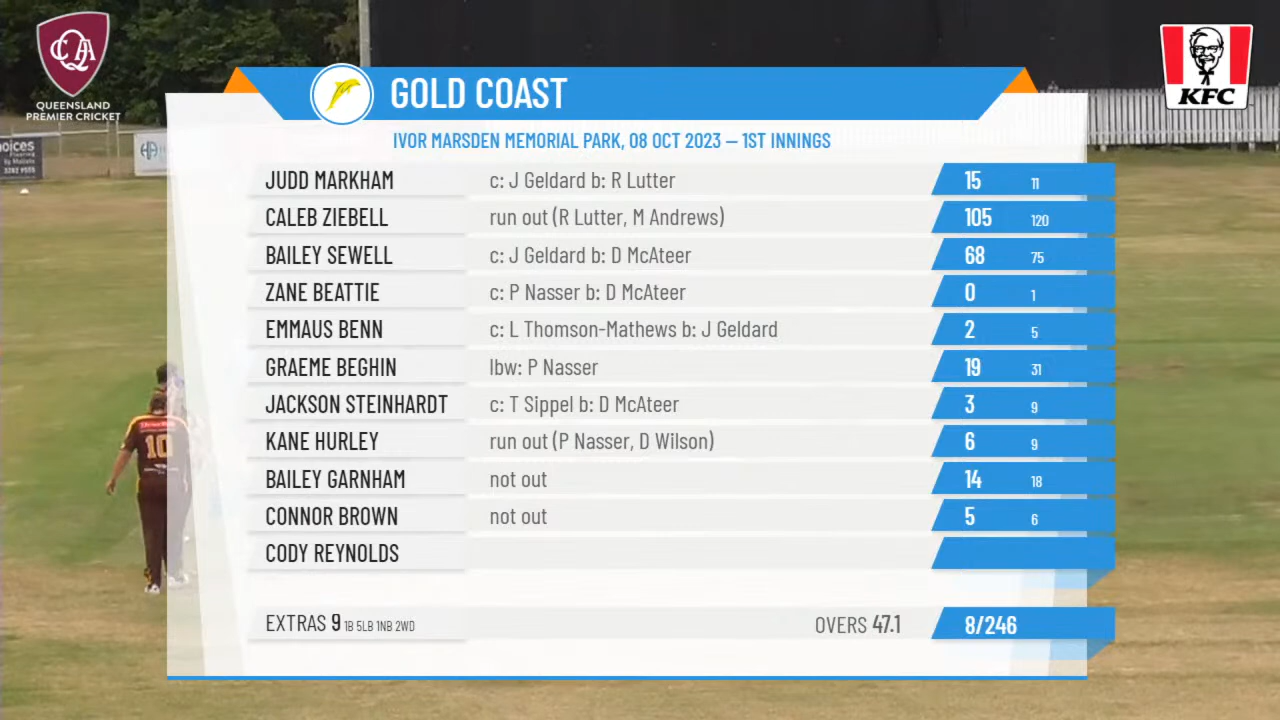 QUEENSLAND
PREMIER CRICKET
KFC
GOLD COAST
IVOR MARSDEN MEMORIAL PARK, 08 OCT 2023 – 1ST INNINGS
JUDD MARKHAM c: J Geldard b: R Lutter 15 11
CALEB ZIEBELL run out (R Lutter, M Andrews) 105 120
BAILEY SEWELL c: J Geldard b: D McAteer 68 75
ZANE BEATTIE c: P Nasser b: D McAteer 0 1
EMMAUS BENN c: L Thomson-Mathews b: J Geldard 2 5
GRAEME BEGHIN lbw: P Nasser 19 31
JACKSON STEINHARDT c: T Sippel b: D McAteer 3 9
KANE HURLEY run out (P Nasser, D Wilson) 6 9
BAILEY GARNHAM not out 14 18
CONNOR BROWN not out 5 6
CODY REYNOLDS
EXTRAS 9 1B 5LB 1NB 2WD OVERS 47.1 8/246
10